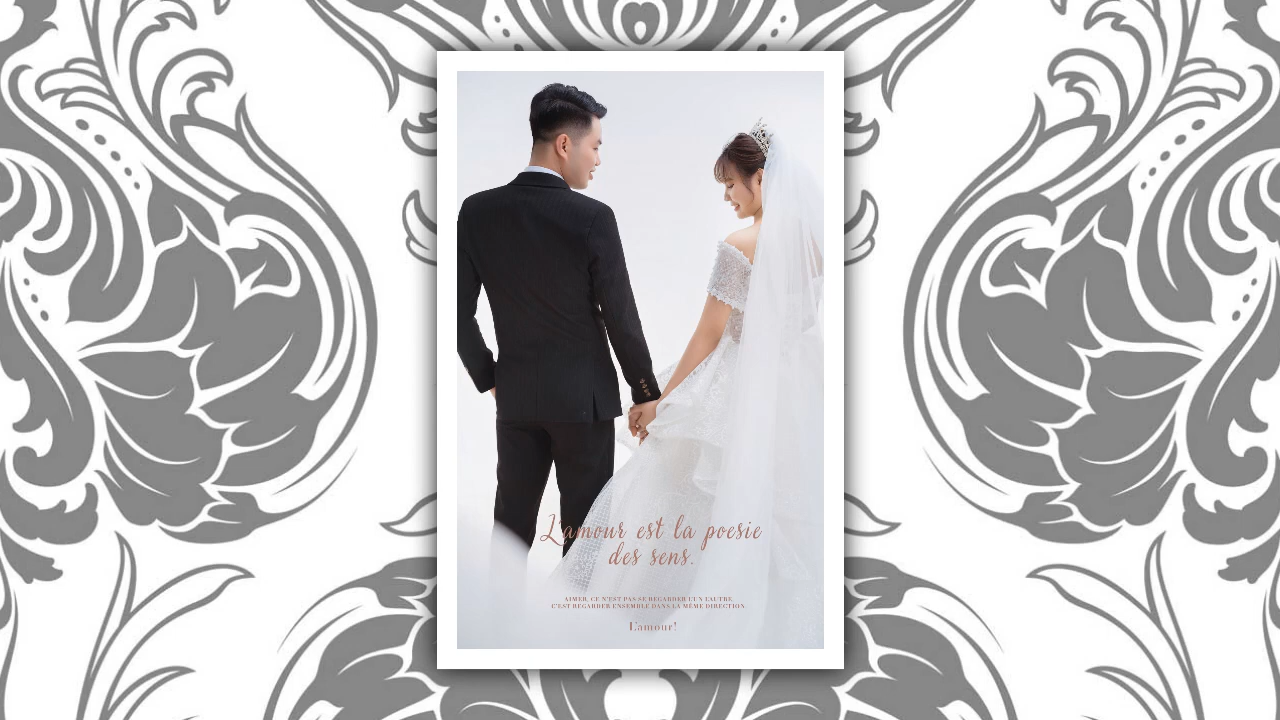 L'amour est la poesie
des sens.
AIMER, CE N'EST PAS SE REGARDER L'UN L'AUTRE
C'EST REGARDER ENSEMBLE DANS LA MÊME DIRECTION
L'amour!